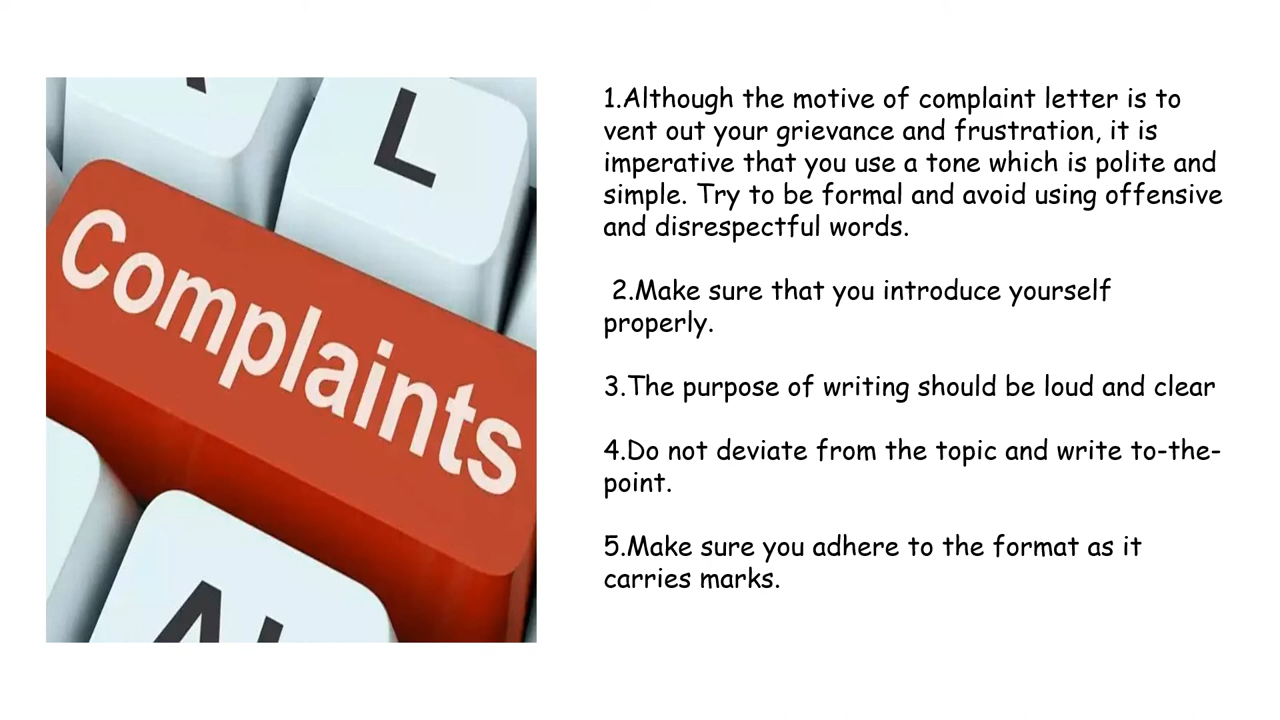 L
Complaints
1.Although the motive of complaint letter is to
vent out your grievance and frustration, it is
imperative that you use a tone which is polite and
simple. Try to be formal and avoid using offensive
and disrespectful words.
2.Make sure that you introduce yourself
properly.
3.The purpose of writing should be loud and clear
4.Do not deviate from the topic and write to-the-
point.
5.Make sure you adhere to the format as it
carries marks.